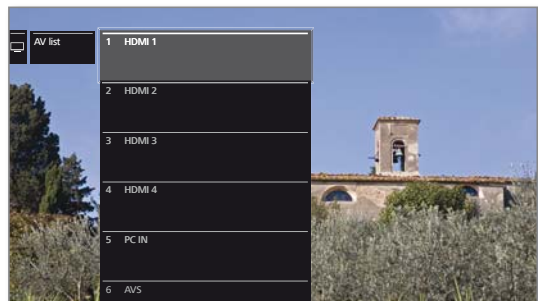 AV list
1 HDMI 1
2 HDMI 2
3 HDMI 3
4 HDMI 4
5 PC IN
6 AVS